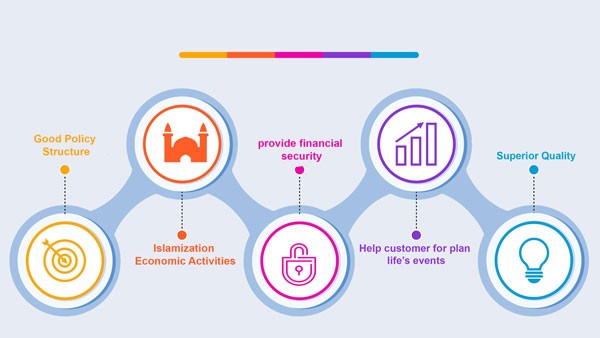 Good Policy
Structure
Islamization
Economic Activities
provide financial
security
Help customer for plan
life's events
Superior Quality